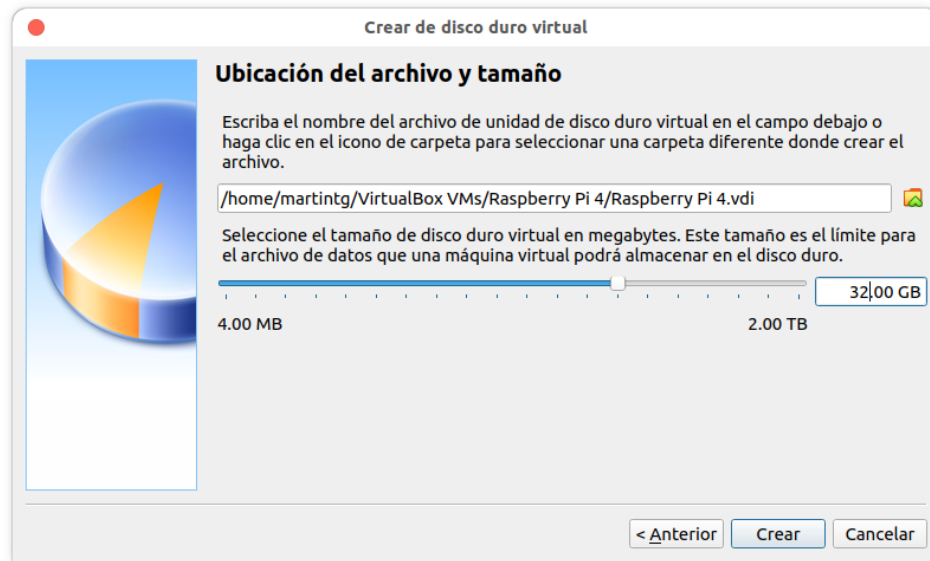 Crear de disco duro virtual
Ubicación del archivo y tamaño
Escriba el nombre del archivo de unidad de disco duro virtual en el campo debajo o
haga clic en el icono de carpeta para seleccionar una carpeta diferente donde crear el
archivo.
/home/martintg/VirtualBox VMs/Raspberry Pi 4/Raspberry Pi 4.vdi
Seleccione el tamaño de disco duro virtual en megabytes. Este tamaño es el límite para
el archivo de datos que una máquina virtual podrá almacenar en el disco duro.
32,00 GB
4.00 MB 2.00 TB
< Anterior Crear Cancelar